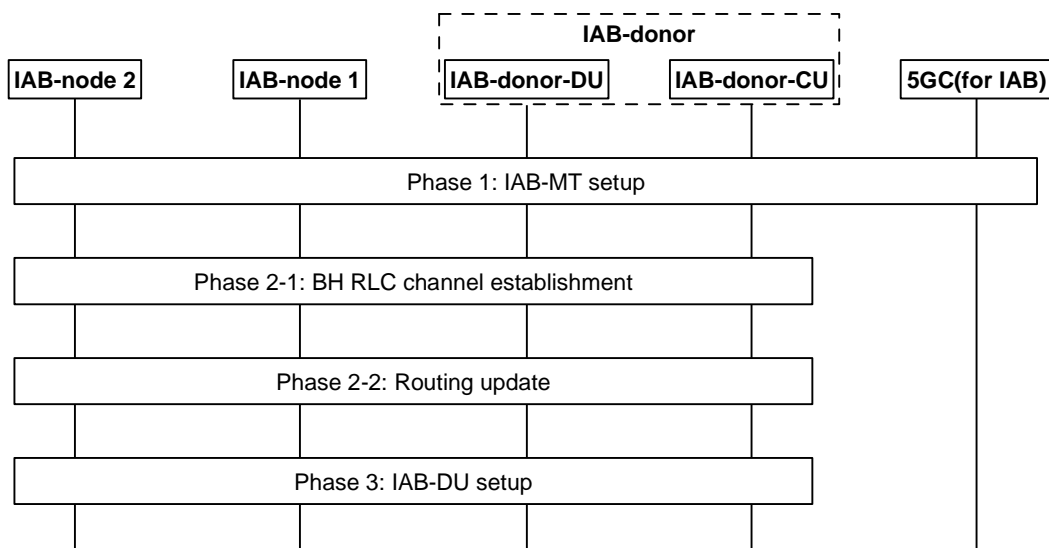 IAB-donor
IAB-node 2
IAB-node 1
IAB-donor-DU
IAB-donor-CU
5GC(for IAB)
Phase 1: IAB-MT setup
Phase 2-1: BH RLC channel establishment
Phase 2-2: Routing update
Phase 3: IAB-DU setup